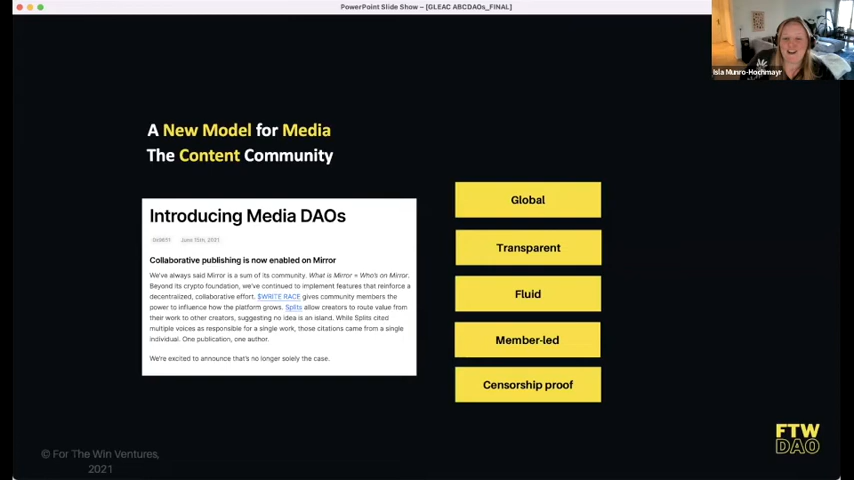 PowerPoint Slide Show – [GLEAC ABCDAOs_FINAL]
Isla Munro-Hochmayr
A New Model for Media
The Content Community
Introducing Media DAOs
June 15th, 2021
Collaborative publishing is now enabled on Mirror
We've always said Mirror is a sum of its community. What is Mirror = Who's on Mirror.
Beyond its crypto foundation, we've continued to implement features that reinforce a
decentralized, collaborative effort. $WRITE RACE gives community members the
power to influence how the platform grows. Splits allow creators to route value from
their work to other creators, suggesting no idea is an island. While Splits cited
multiple voices as responsible for a single work, those citations came from a single
individual. One publication, one author.
We're excited to announce that's no longer solely the case.
Global
Transparent
Fluid
Member-led
Censorship proof
FTW
DAO
© For The Win Ventures,
2021